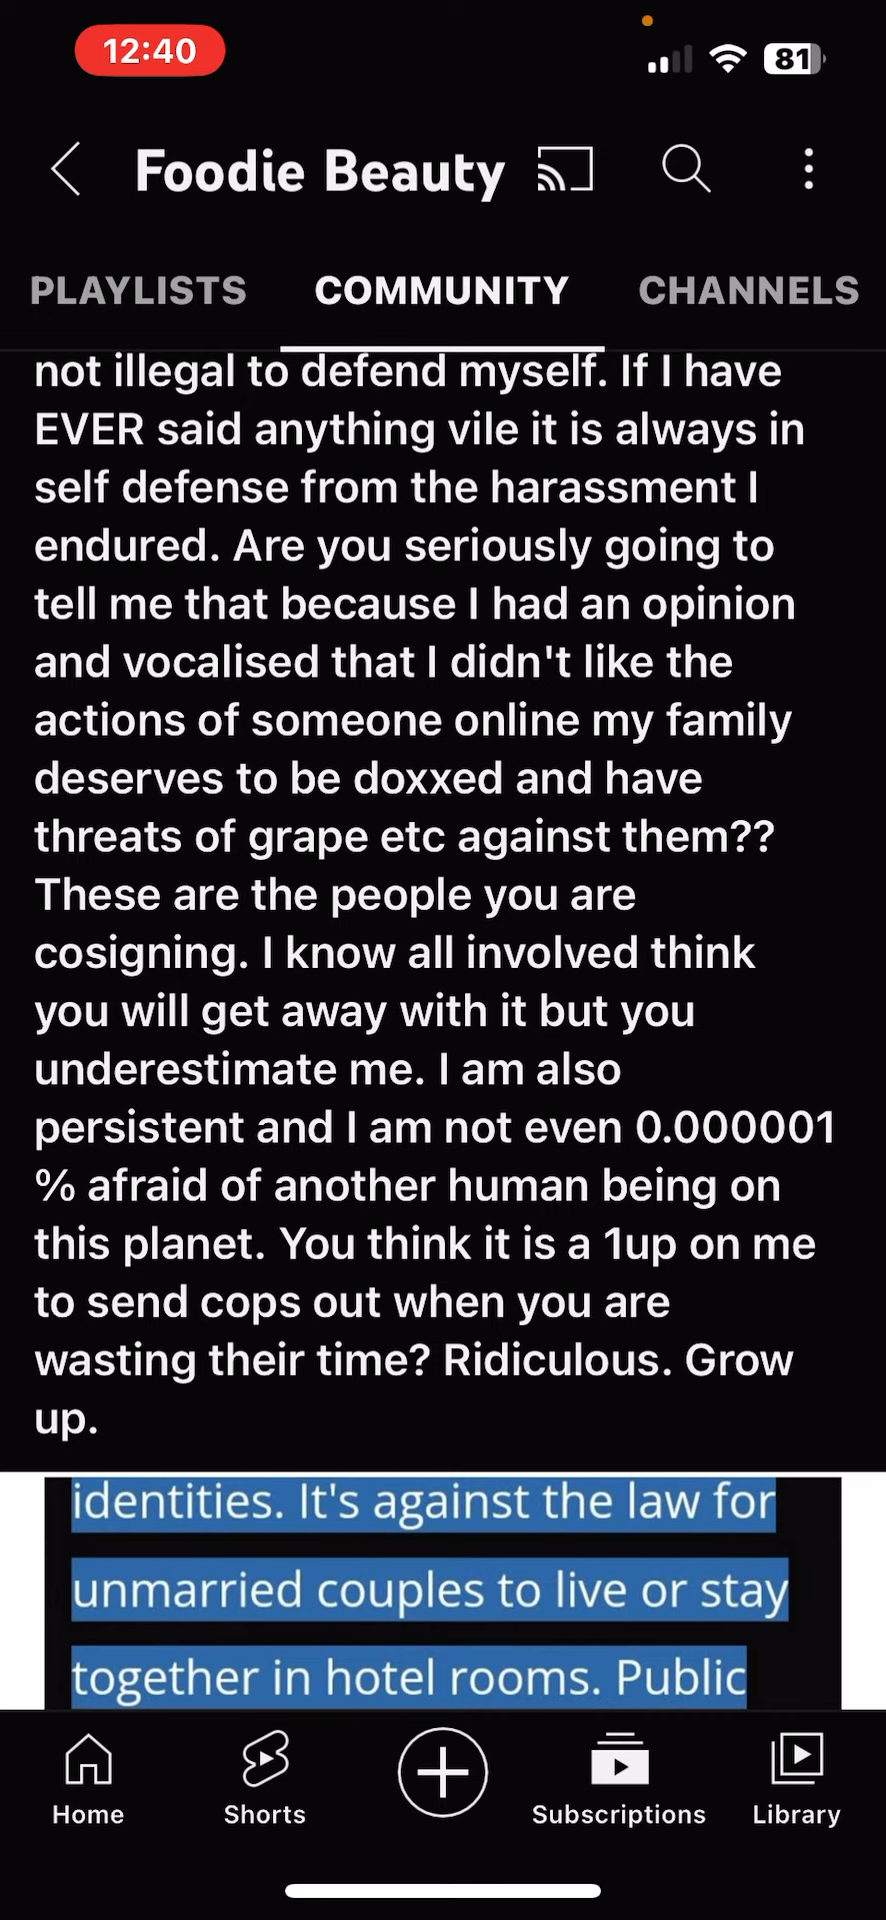 12:40
81
Foodie Beauty
PLAYLISTS COMMUNITY CHANNELS
not illegal to defend myself. If I have
EVER said anything vile it is always in
self defense from the harassment I
endured. Are you seriously going to
tell me that because I had an opinion
and vocalised that I didn't like the
actions of someone online my family
deserves to be doxxed and have
threats of grape etc against them??
These are the people you are
cosigning. I know all involved think
you will get away with it but you
underestimate me. I am also
persistent and I am not even 0.000001
% afraid of another human being on
this planet. You think it is a 1up on me
to send cops out when you are
wasting their time? Ridiculous. Grow
up.
identities. It's against the law for
unmarried couples to live or stay
together in hotel rooms. Public
Home Shorts Subscriptions Library